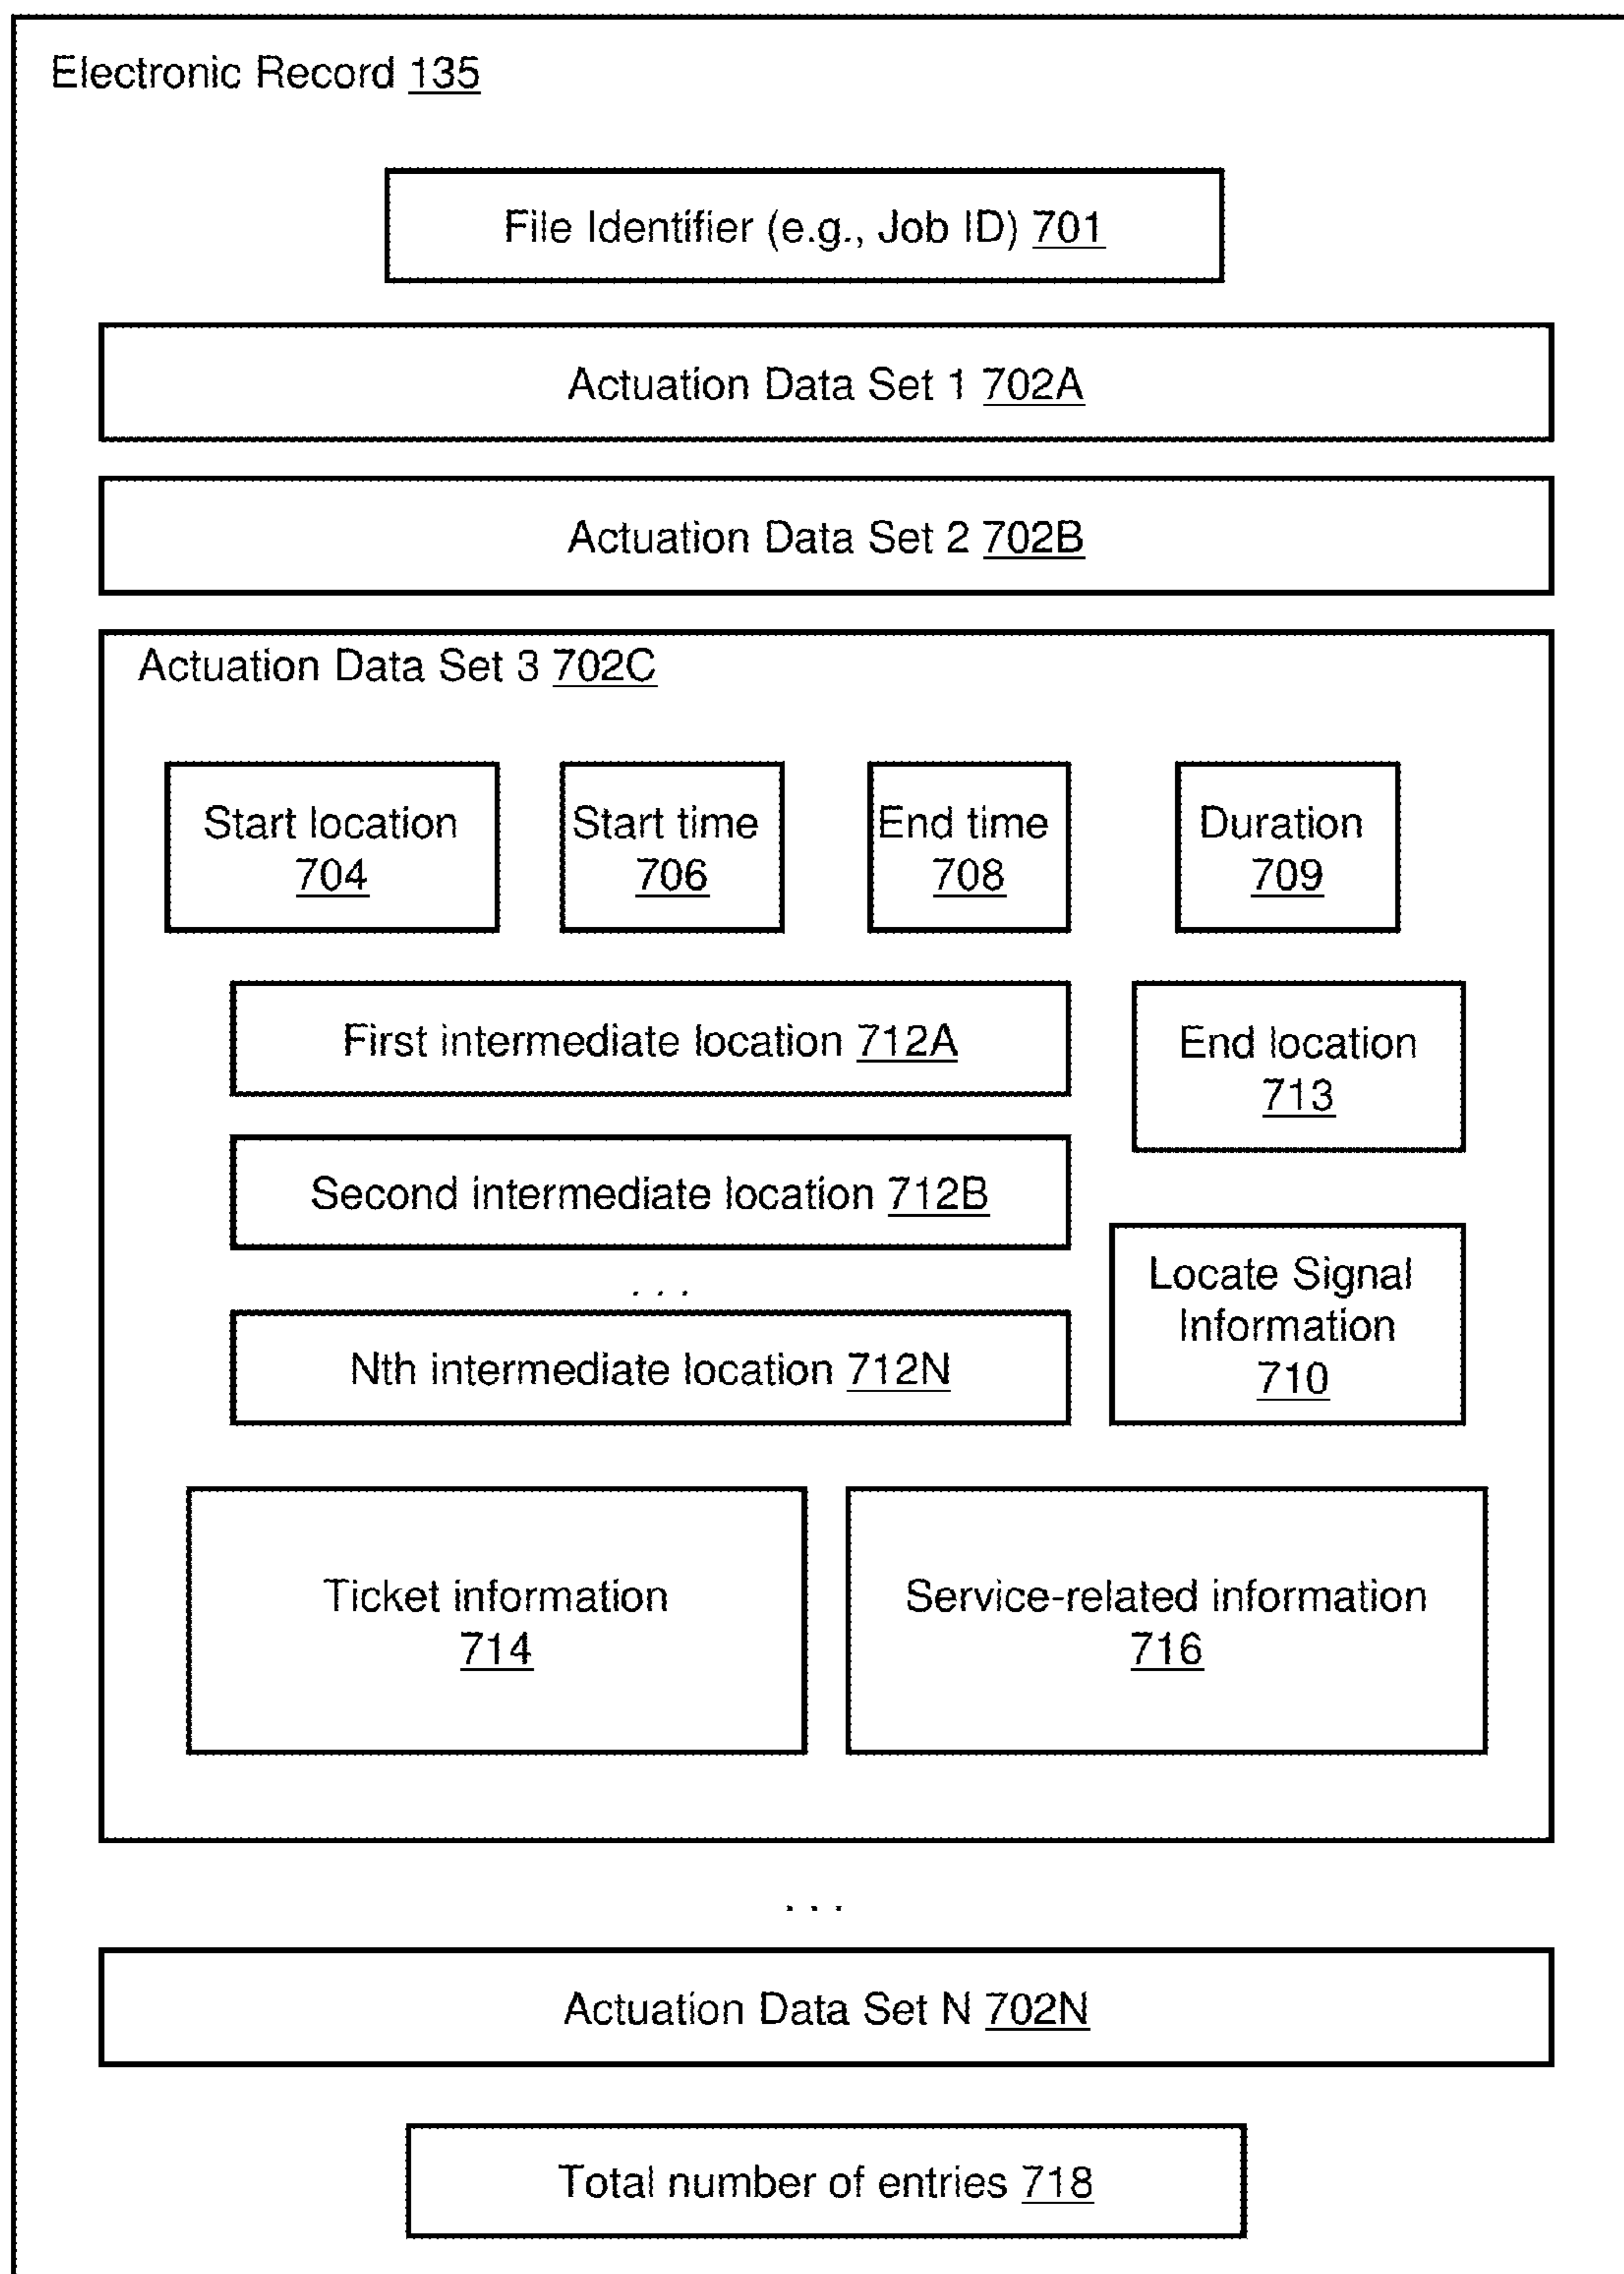 Electronic Record 135
File Identifier (e.g., Job ID) 701
Actuation Data Set 1 702A
Actuation Data Set 2 702B
Actuation Data Set 3 702C
Start location
704
Start time
706
End time
708
Duration
709
First intermediate location 712A
End location
713
Second intermediate location 712B
. . .
Nth intermediate location 712N
Locate Signal
Information
710
Ticket information
714
Service-related information
716
. . .
Actuation Data Set N 702N
Total number of entries 718